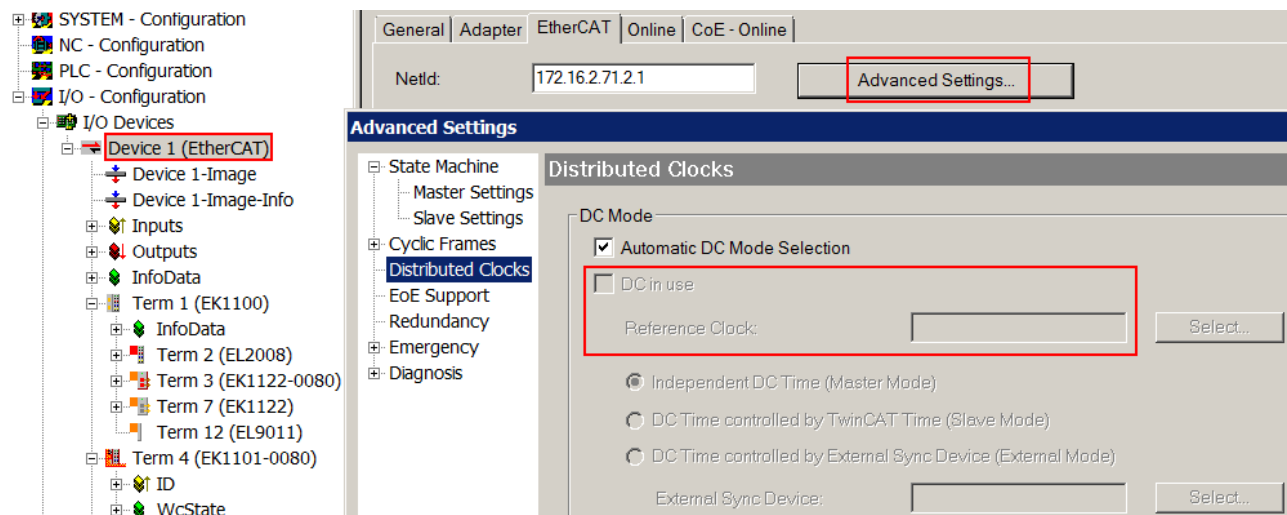 SYSTEM - Configuration
NC - Configuration
PLC - Configuration
I/O - Configuration
I/O Devices
Device 1 (EtherCAT)
Device 1-Image
Device 1-Image-Info
Inputs
Outputs
InfoData
Term 1 (EK1100)
InfoData
Term 2 (EL2008)
Term 3 (EK1122-0080)
Term 7 (EK1122)
Term 12 (EL9011)
Term 4 (EK1101-0080)
ID
WcState
General Adapter EtherCAT Online CoE - Online
NetId: 172.16.2.71.2.1 Advanced Settings...
Advanced Settings
State Machine
Master Settings
Slave Settings
Cyclic Frames
Distributed Clocks
EoE Support
Redundancy
Emergency
Diagnosis
Distributed Clocks
DC Mode
Automatic DC Mode Selection
DC in use
Reference Clock: Select...
Independent DC Time (Master Mode)
DC Time controlled by TwinCAT Time (Slave Mode)
DC Time controlled by External Sync Device (External Mode)
External Sync Device: Select...